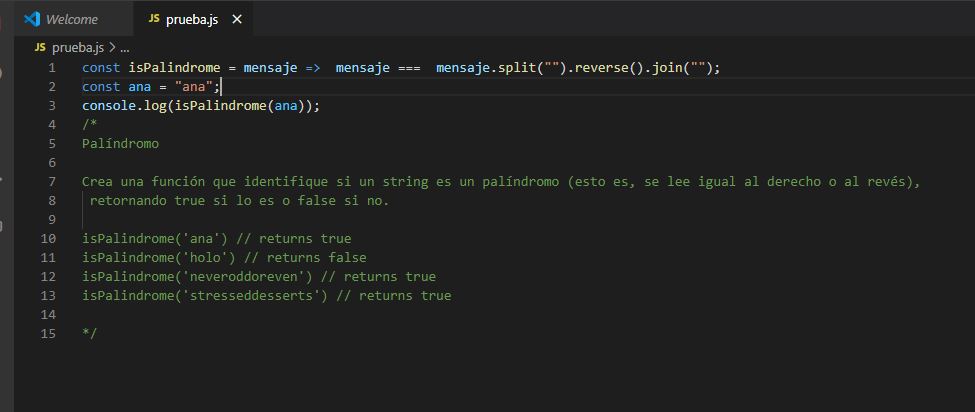 Welcome
JS prueba.js ×
JS prueba.js > ...
1 const isPalindrome = mensaje =>  mensaje ===  mensaje.split("").reverse().join("");
2 const ana = "ana";
3 console.log(isPalindrome(ana));
4 /*
5 Palíndromo
6
7 Crea una función que identifique si un string es un palíndromo (esto es, se lee igual al derecho o al revés),
8  retornando true si lo es o false si no.
9
10 isPalindrome('ana') // returns true
11 isPalindrome('holo') // returns false
12 isPalindrome('neveroddoreven') // returns true
13 isPalindrome('stresseddesserts') // returns true
14
15 */